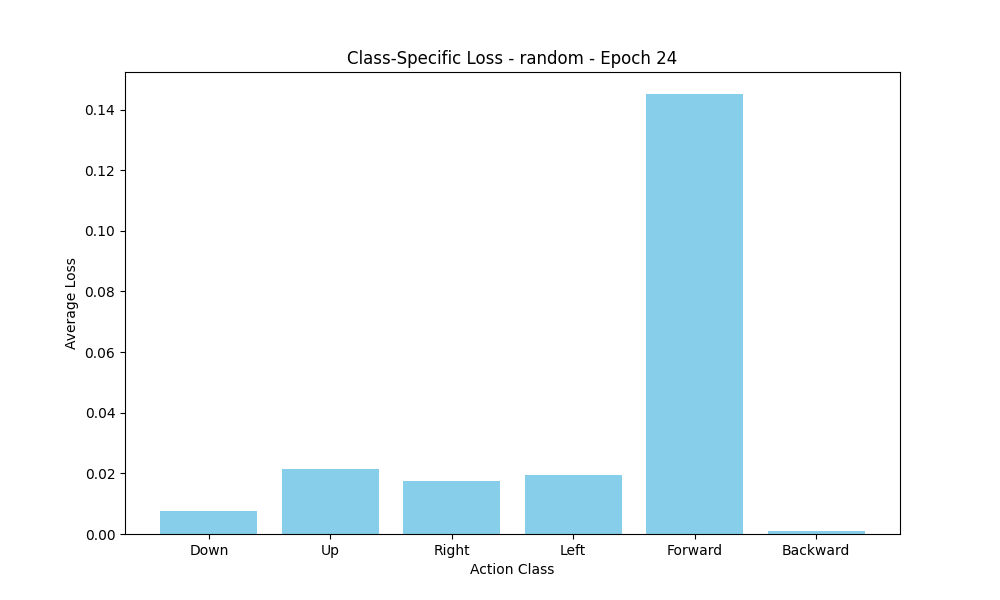 Class-Specific Loss - random - Epoch 24
0.14
0.12
0.10
0.08
0.06
0.04
0.02
0.00
Average Loss
Down Up Right Left Forward Backward
Action Class